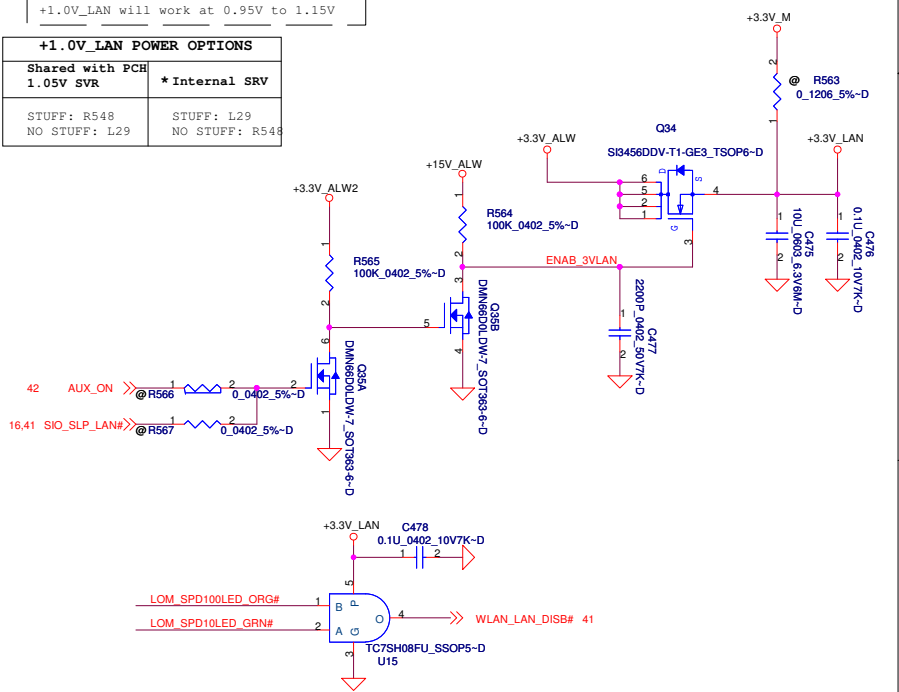 +1.0V_LAN will work at 0.95V to 1.15V
+1.0V_LAN POWER OPTIONS
Shared with PCH
1.05V SVR
* Internal SRV
STUFF: R548
NO STUFF: L29
STUFF: L29
NO STUFF: R548
+3.3V_M
2
@ R563
0_1206_5%~D
1
+3.3V_LAN
Q34
SI3456DDV-T1-GE3_TSOP6~D
+3.3V_ALW
6
5
2
1
D
S
G
4
3
1
C475
10U_0603_6.3V6M~D
2
1
C476
0.1U_0402_10V7K~D
2
+15V_ALW
1
R564
100K_0402_5%~D
2
ENAB_3VLAN
1
C477
2200P_0402_50V7K~D
2
+3.3V_ALW2
1
R565
100K_0402_5%~D
2
3
5
Q35B
DMN66D0LDW-7_SOT363-6~D
4
6
2
Q35A
DMN66D0LDW-7_SOT363-6~D
1
42 AUX_ON
1
2
@R566
0_0402_5%~D
16,41 SIO_SLP_LAN#
1
2
@R567
0_0402_5%~D
+3.3V_LAN
C478
0.1U_0402_10V7K~D
1
2
5
LOM_SPD100LED_ORG#
1
B
P
LOM_SPD10LED_GRN#
2
A
G
O
4
WLAN_LAN_DISB# 41
3
TC7SH08FU_SSOP5~D
U15